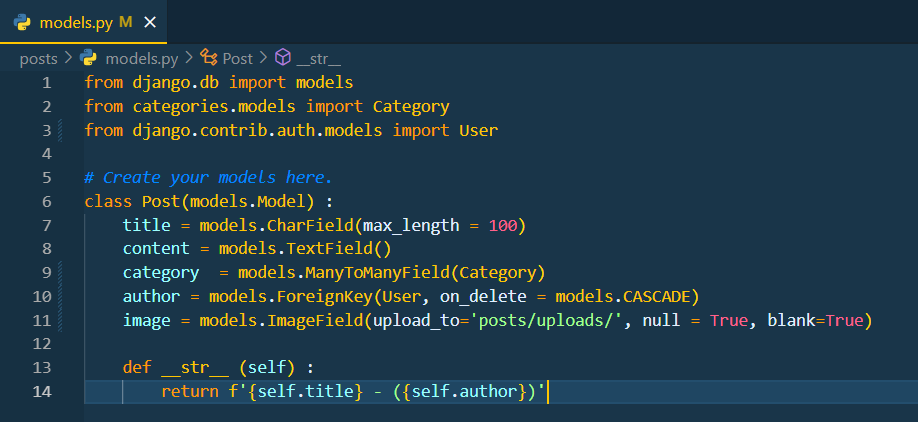 models.py M ×
posts > models.py > Post > __str__
1 from django.db import models
2 from categories.models import Category
3 from django.contrib.auth.models import User
4
5 # Create your models here.
6 class Post(models.Model) :
7     title = models.CharField(max_length = 100)
8     content = models.TextField()
9     category  = models.ManyToManyField(Category)
10     author = models.ForeignKey(User, on_delete = models.CASCADE)
11     image = models.ImageField(upload_to='posts/uploads/', null = True, blank=True)
12
13     def __str__ (self) :
14         return f'{self.title} - ({self.author})'